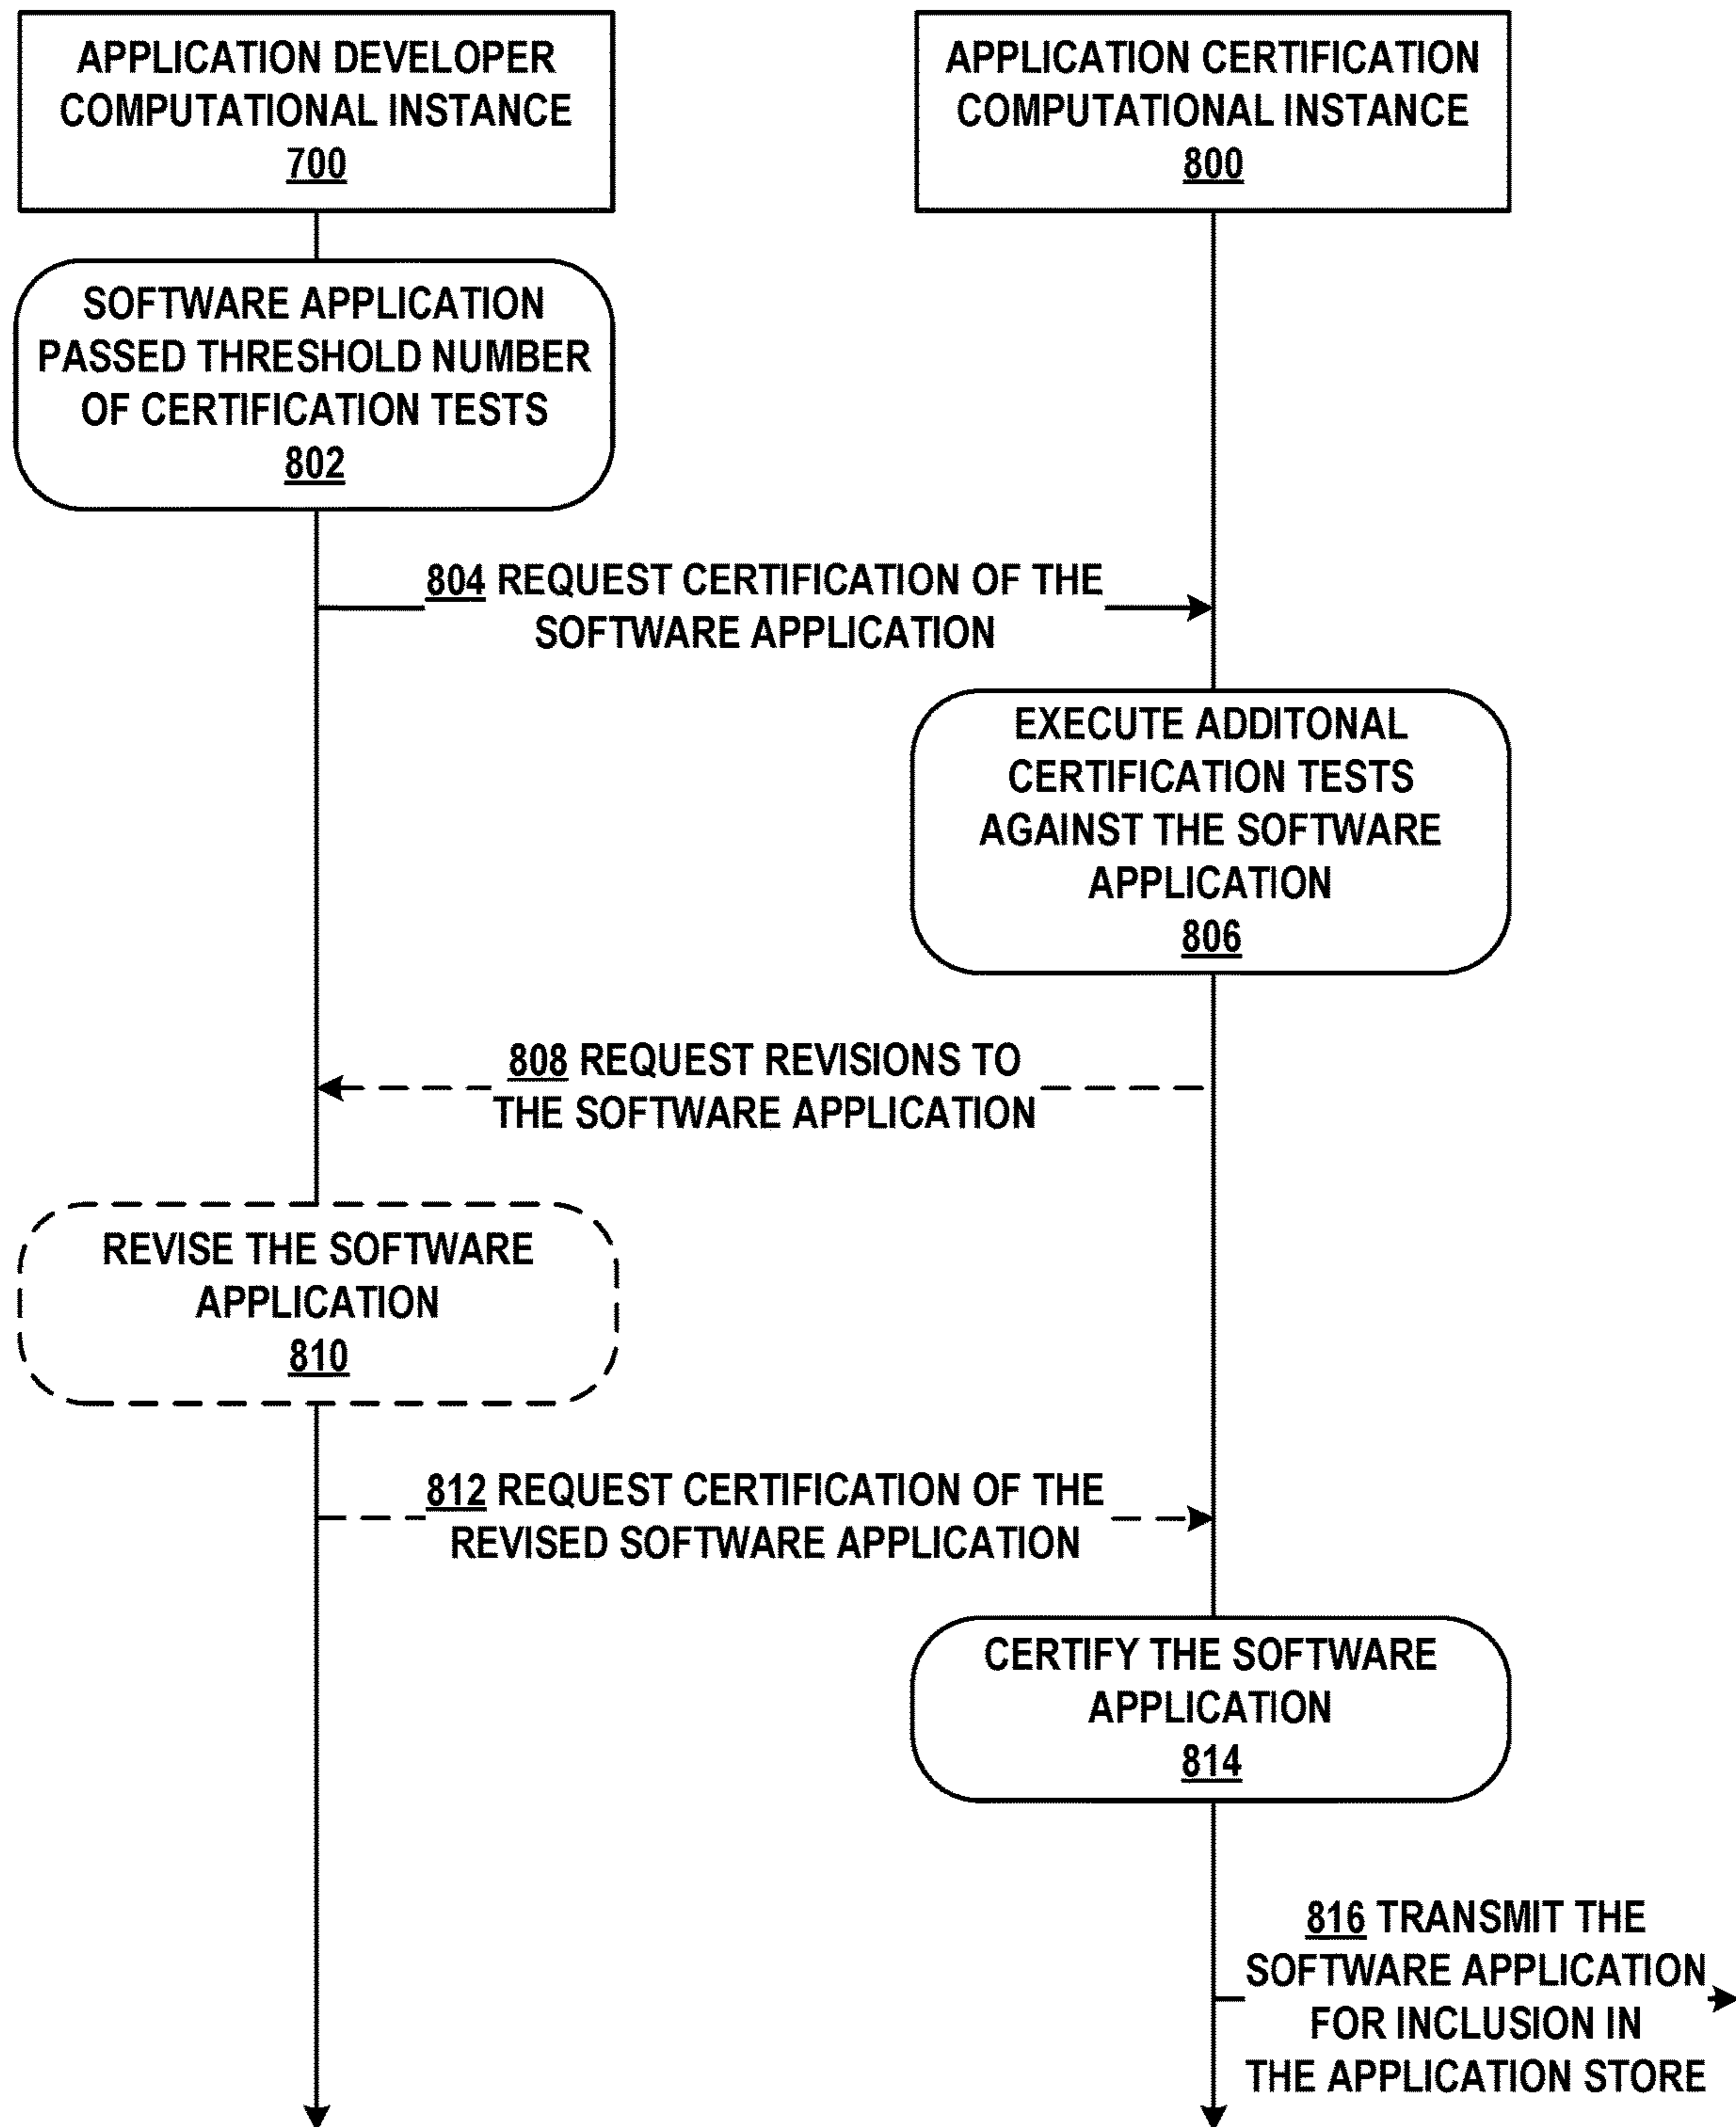 APPLICATION DEVELOPER
COMPUTATIONAL INSTANCE
700
APPLICATION CERTIFICATION
COMPUTATIONAL INSTANCE
800
SOFTWARE APPLICATION
PASSED THRESHOLD NUMBER
OF CERTIFICATION TESTS
802
804 REQUEST CERTIFICATION OF THE
SOFTWARE APPLICATION
EXECUTE ADDITONAL
CERTIFICATION TESTS
AGAINST THE SOFTWARE
APPLICATION
806
808 REQUEST REVISIONS TO
THE SOFTWARE APPLICATION
REVISE THE SOFTWARE
APPLICATION
810
812 REQUEST CERTIFICATION OF THE
REVISED SOFTWARE APPLICATION
CERTIFY THE SOFTWARE
APPLICATION
814
816 TRANSMIT THE
SOFTWARE APPLICATION
FOR INCLUSION IN
THE APPLICATION STORE